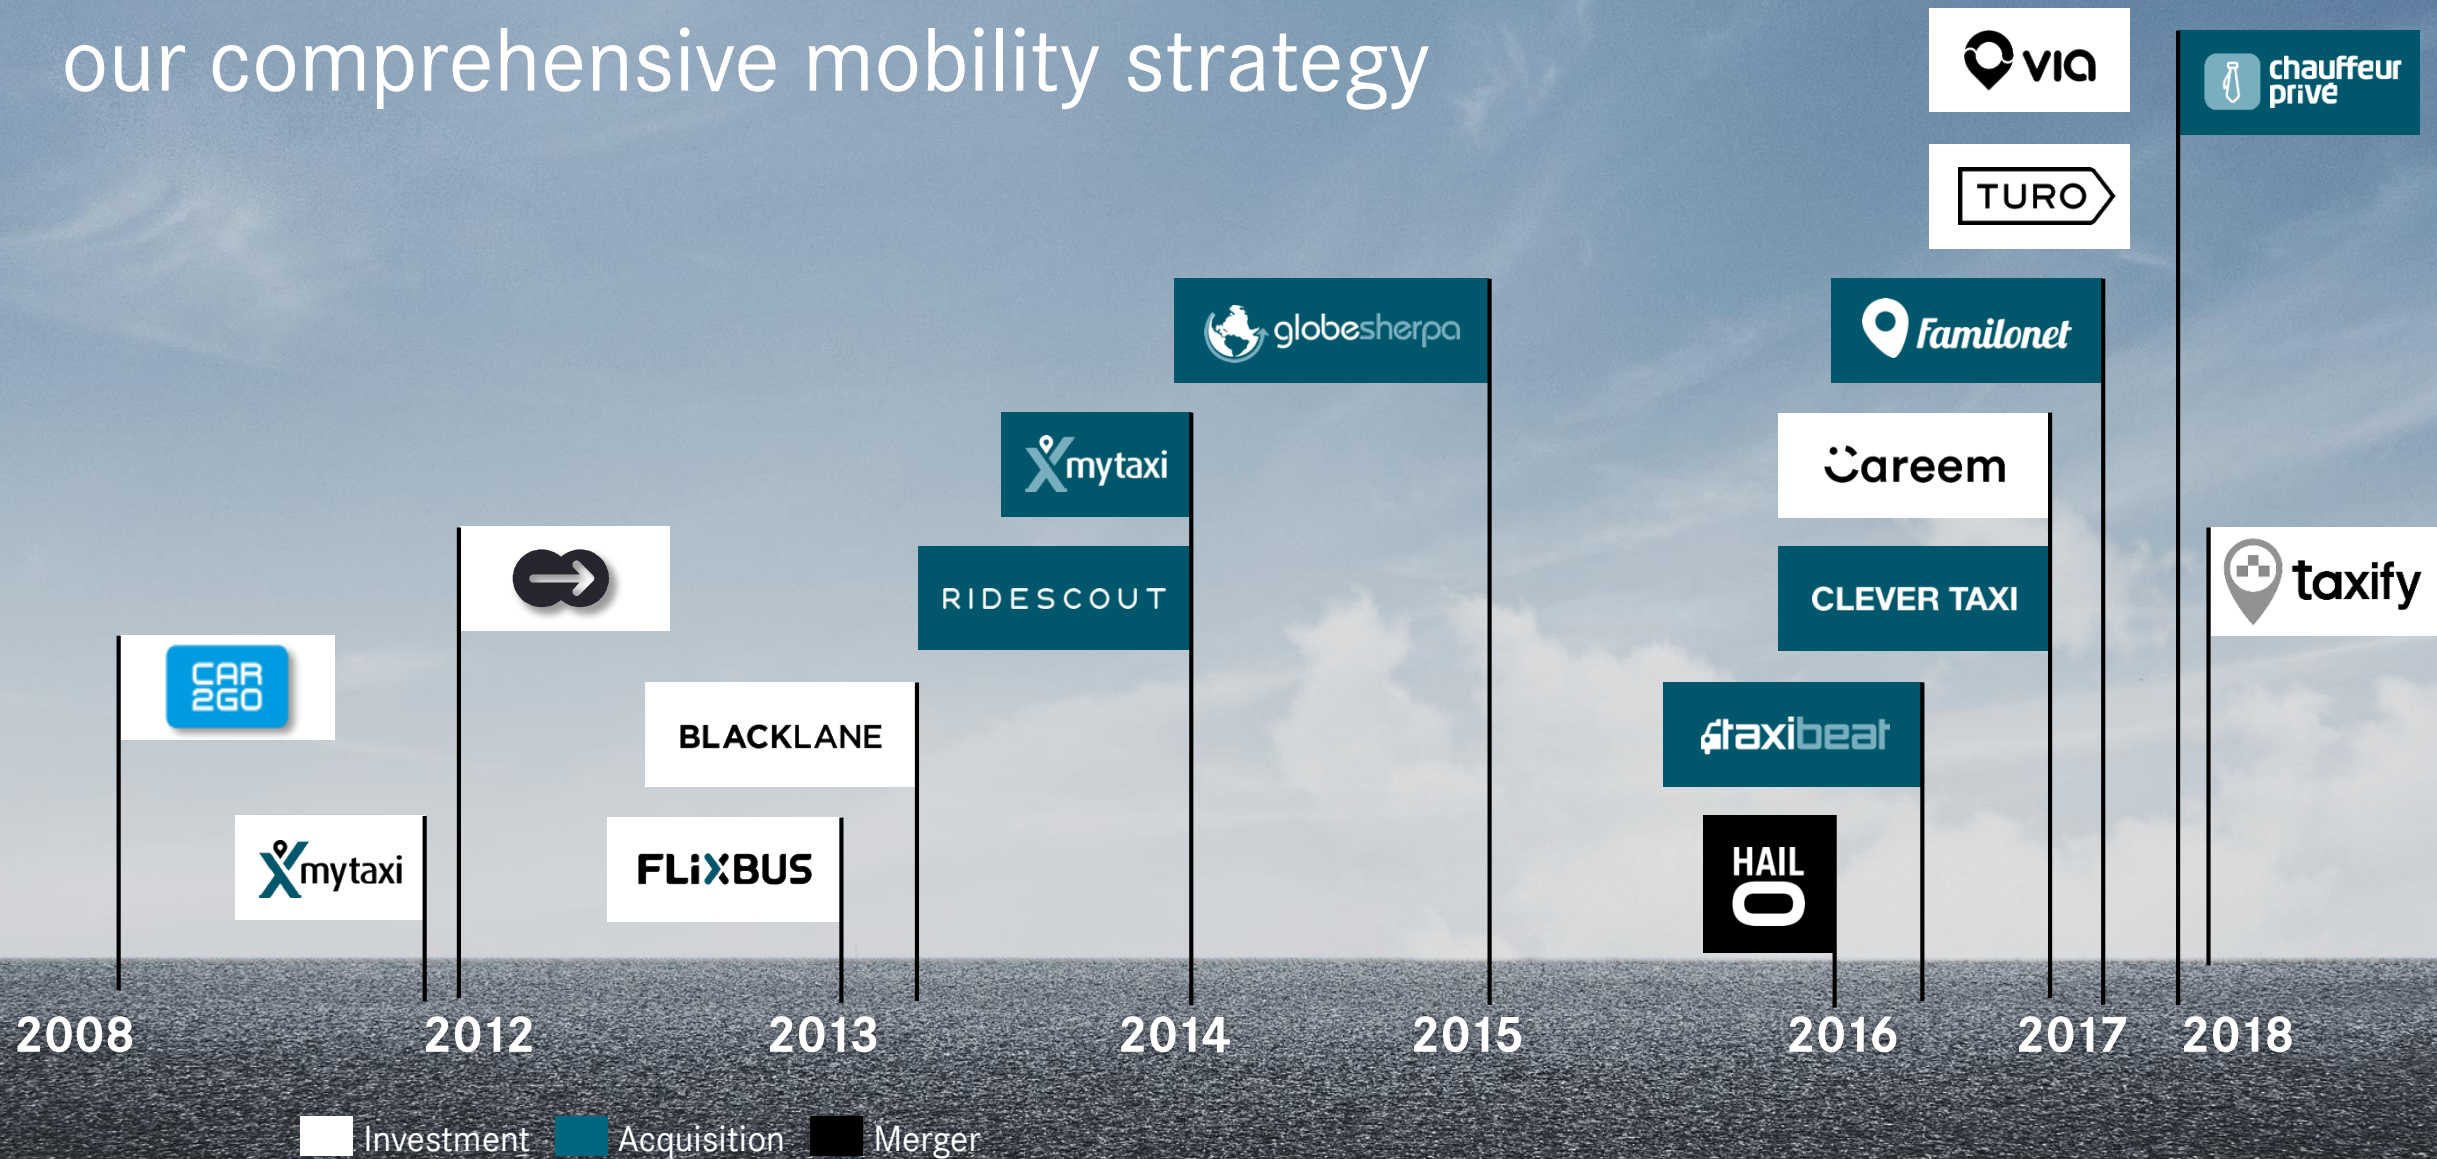 our comprehensive mobility strategy
via
chauffeur
privé
TURO
globesherpa
Familonet
mytaxi
careem
RIDESCOUT
CLEVER TAXI
taxify
CAR
2GO
BLACKLANE
taxibeat
mytaxi
FLiXBUS
HAIL
O
2008
2012
2013
2014
2015
2016
2017
2018
Investment
Acquisition
Merger